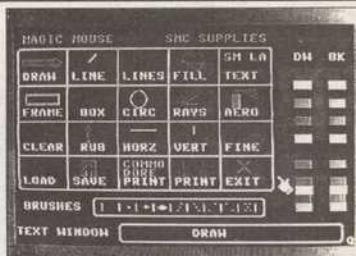 MAGIC MOUSE SMC SUPPLIES
SM LA DW BK
DRAW LINE LINES FILL TEXT
FRAME BOX CIRC RAYS AERO
CLEAR RUB HORZ VERT FINE
COMMO
DORE
LOAD SAVE PRINT PRINT EXIT
BRUSHES
TEXT WINDOW DRAW